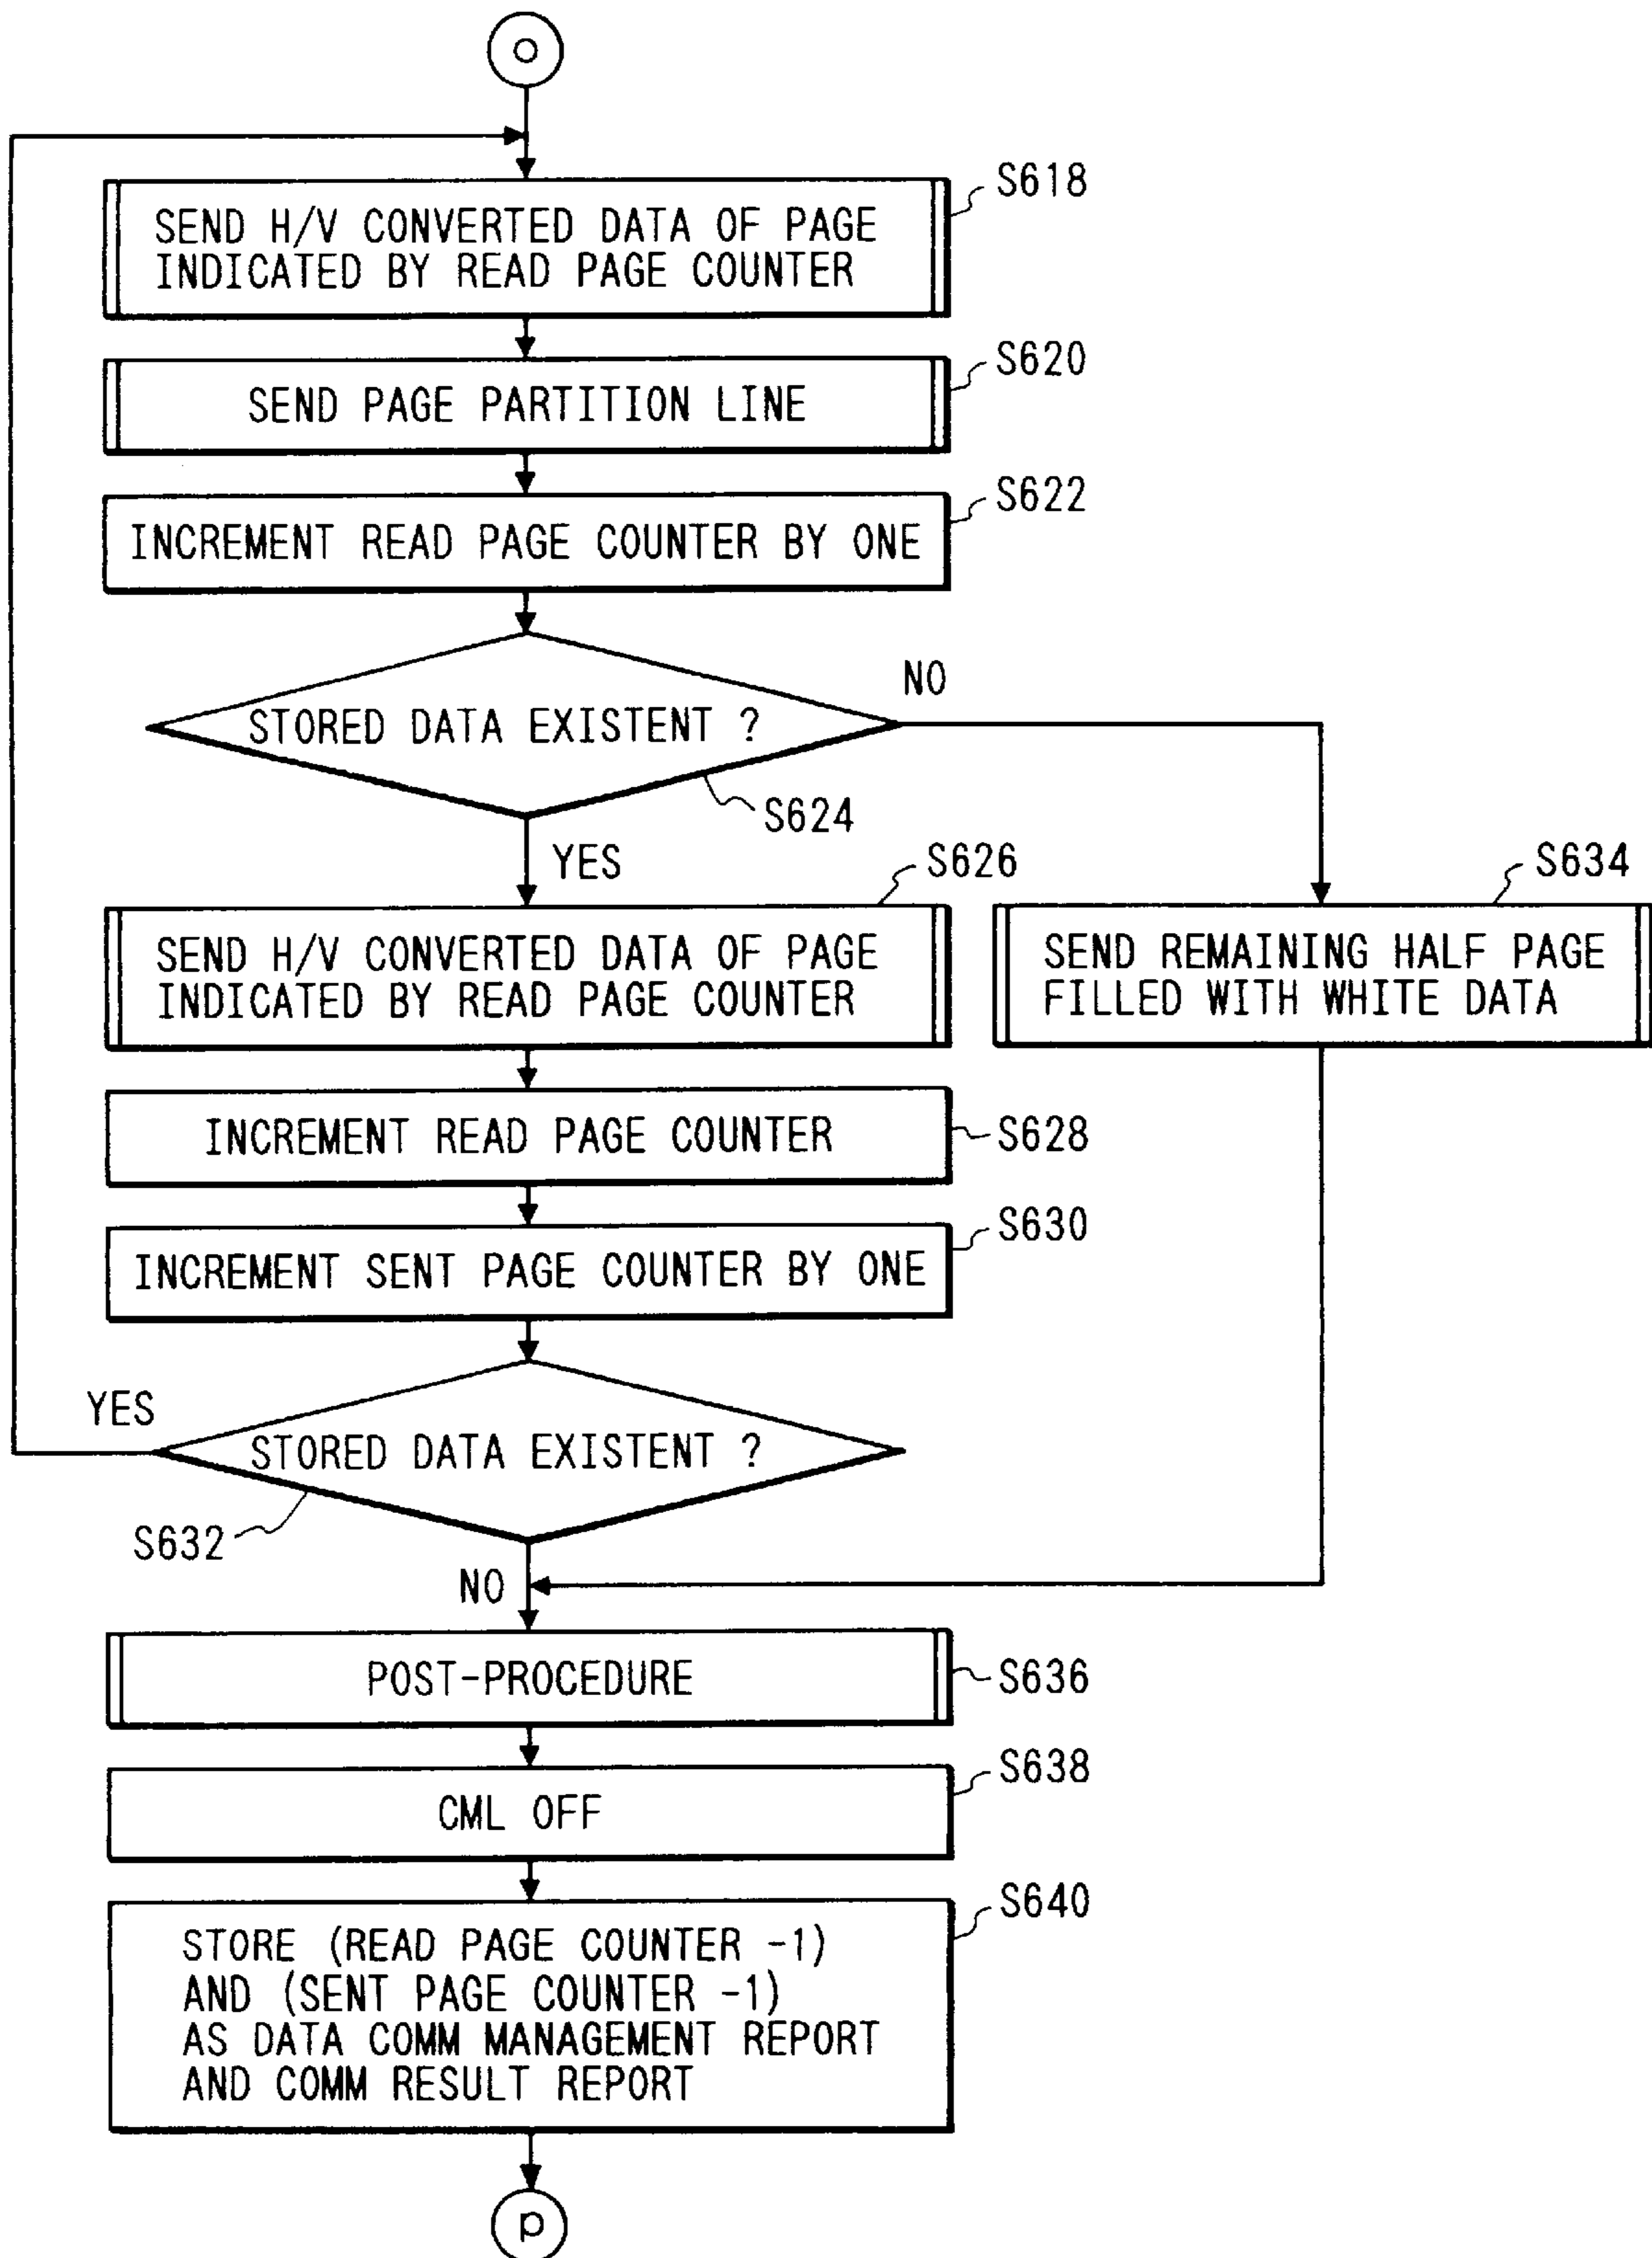 o
S618
SEND H/V CONVERTED DATA OF PAGE
INDICATED BY READ PAGE COUNTER
S620
SEND PAGE PARTITION LINE
S622
INCREMENT READ PAGE COUNTER BY ONE
NO
STORED DATA EXISTENT ?
S624
YES
S626
SEND H/V CONVERTED DATA OF PAGE
INDICATED BY READ PAGE COUNTER
S634
SEND REMAINING HALF PAGE
FILLED WITH WHITE DATA
INCREMENT READ PAGE COUNTER
S628
S630
INCREMENT SENT PAGE COUNTER BY ONE
YES
STORED DATA EXISTENT ?
S632
NO
POST-PROCEDURE
S636
S638
CML OFF
S640
STORE (READ PAGE COUNTER -1)
AND (SENT PAGE COUNTER -1)
AS DATA COMM MANAGEMENT REPORT
AND COMM RESULT REPORT
p